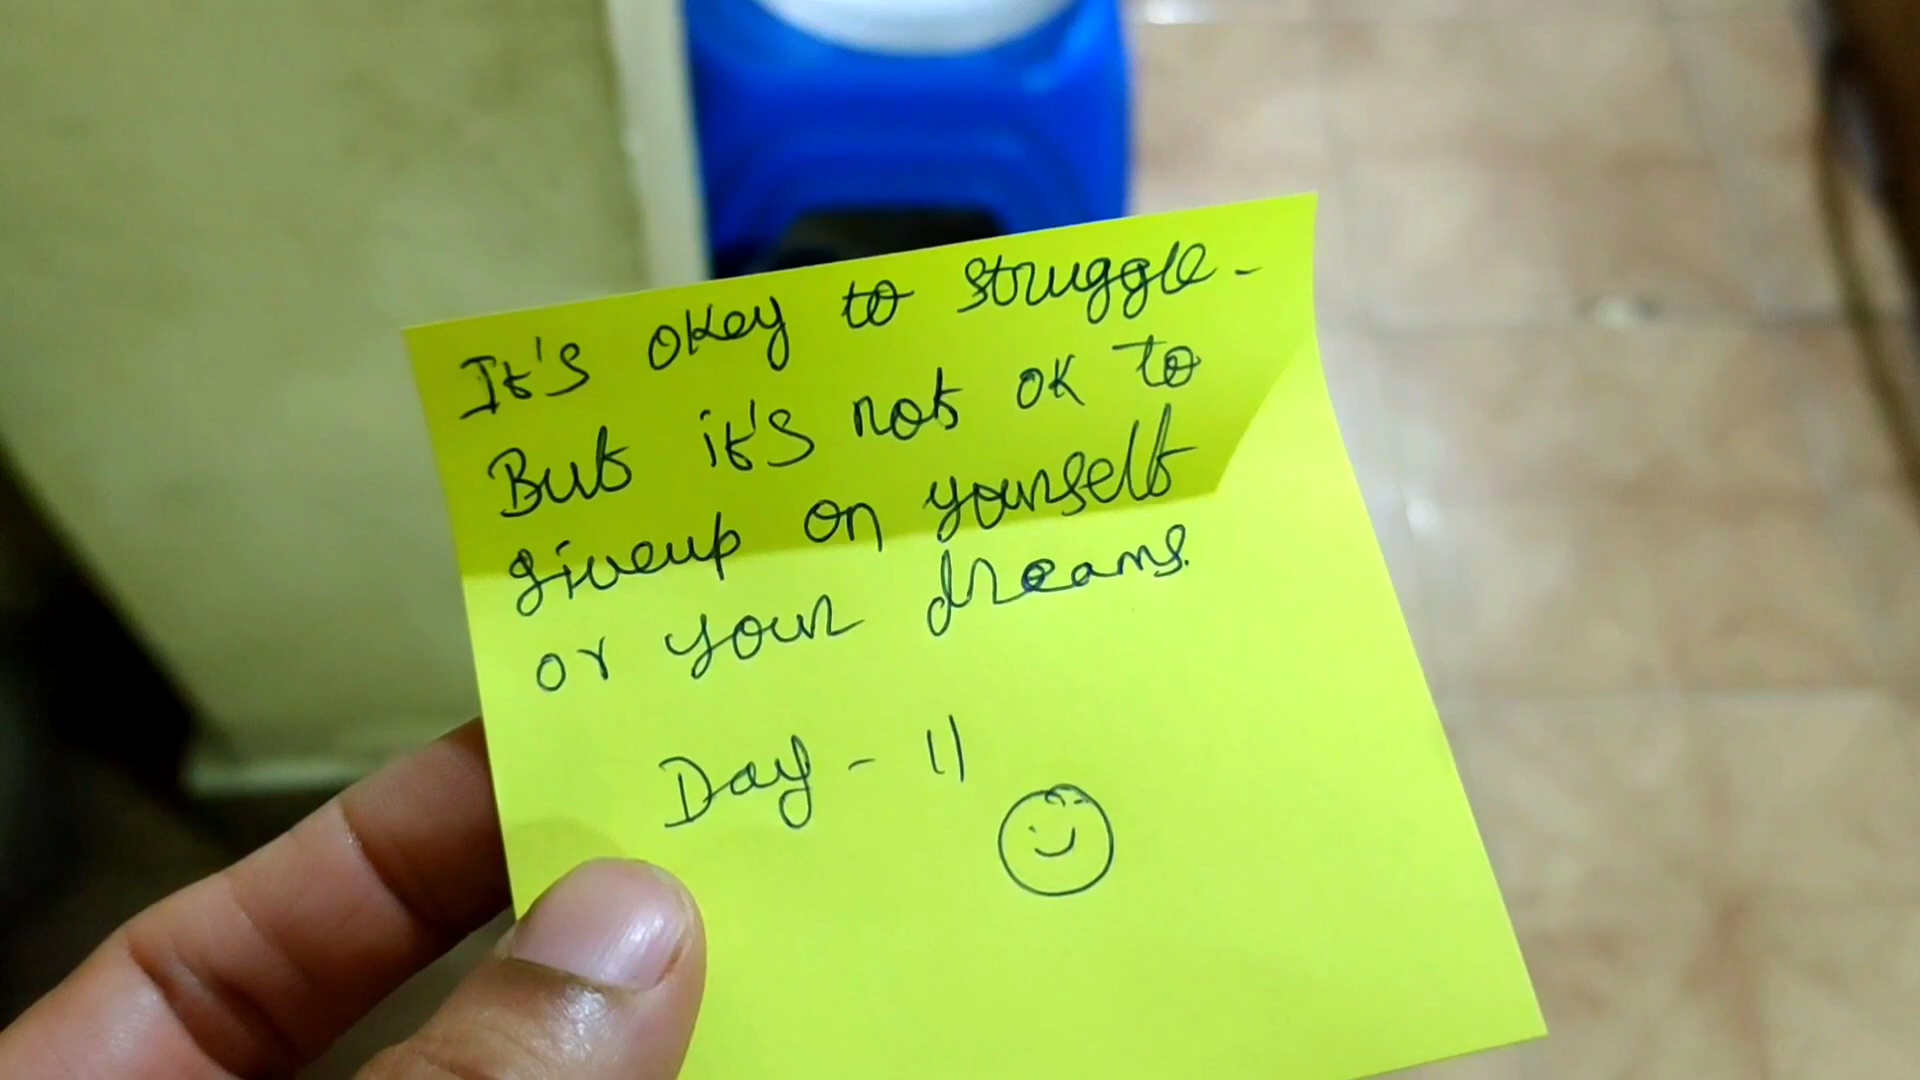 It's okey to struggle-
But it's not ok to
giveup on yourself
or your dreams.
Day - 11